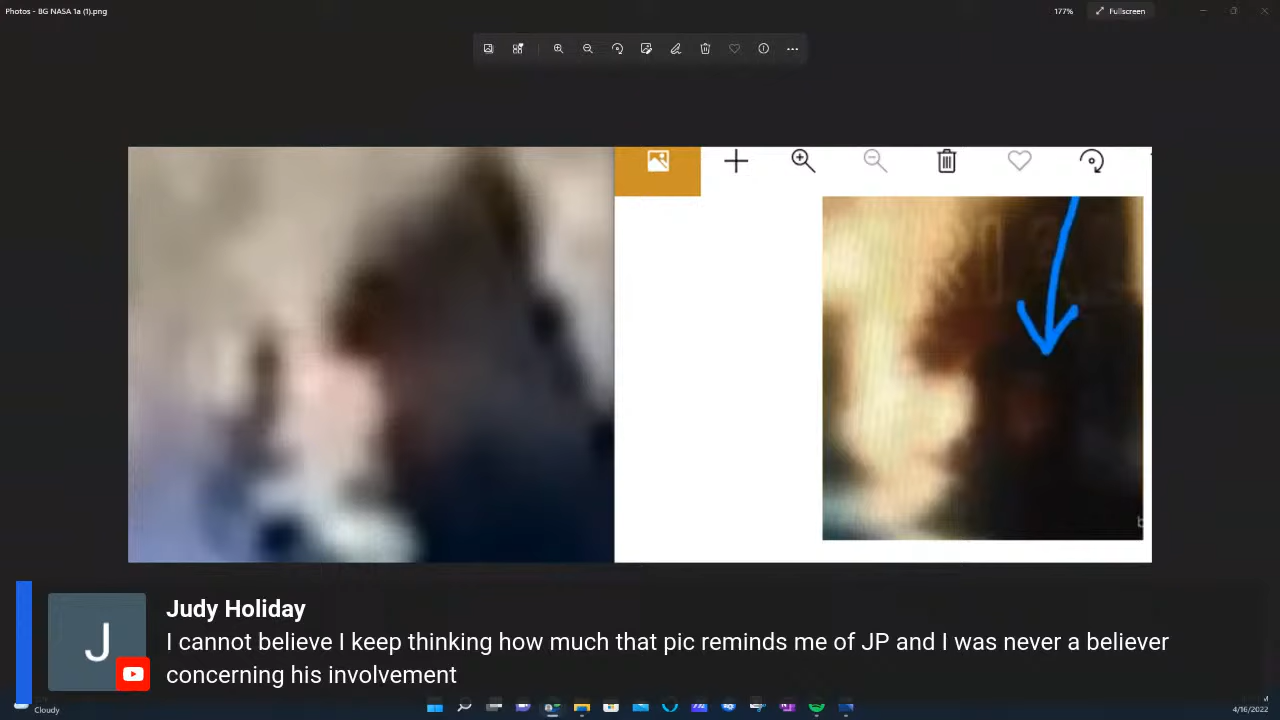 Photos - BG NASA 1a (1).png
177%
Fullscreen
J
Judy Holiday
I cannot believe I keep thinking how much that pic reminds me of JP and I was never a believer
concerning his involvement
Cloudy
4/16/2022